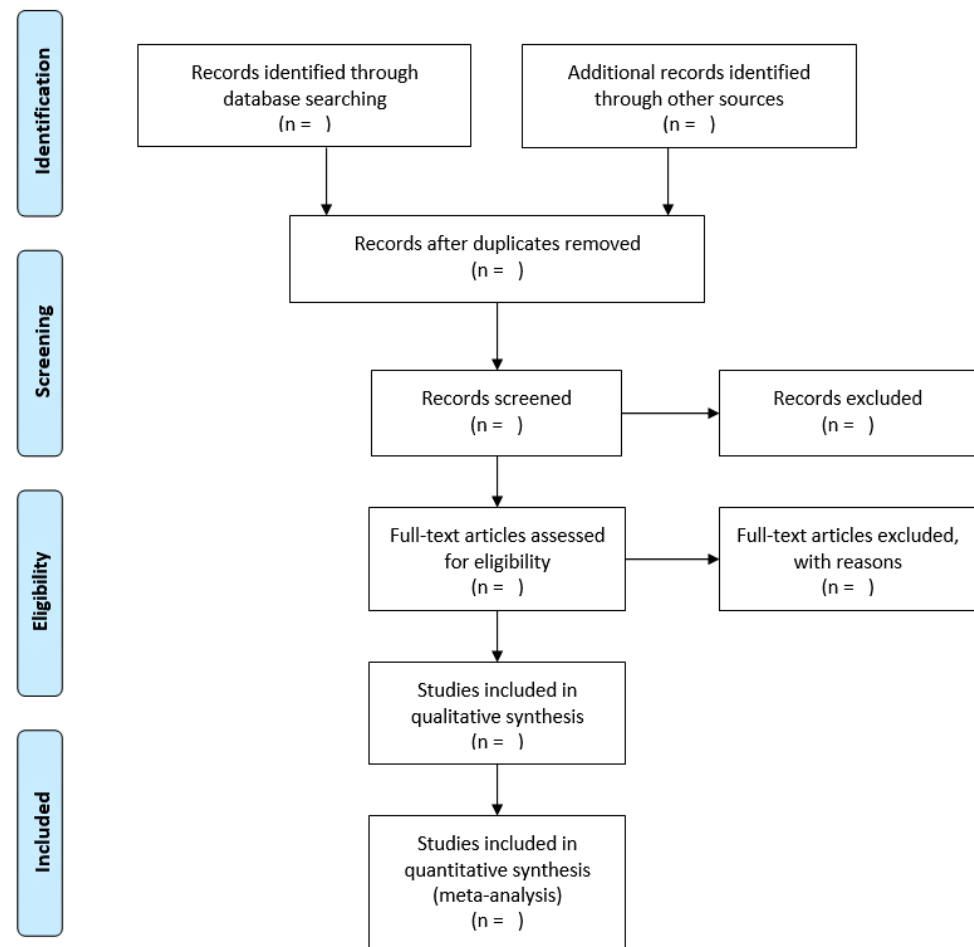 Identification
Records identified through
database searching
(n =   )
Additional records identified
through other sources
(n =   )
Records after duplicates removed
(n =   )
Screening
Records screened
(n =   )
Records excluded
(n =   )
Eligibility
Full-text articles assessed
for eligibility
(n =   )
Full-text articles excluded,
with reasons
(n =   )
Studies included in
qualitative synthesis
(n =   )
Included
Studies included in
quantitative synthesis
(meta-analysis)
(n =   )